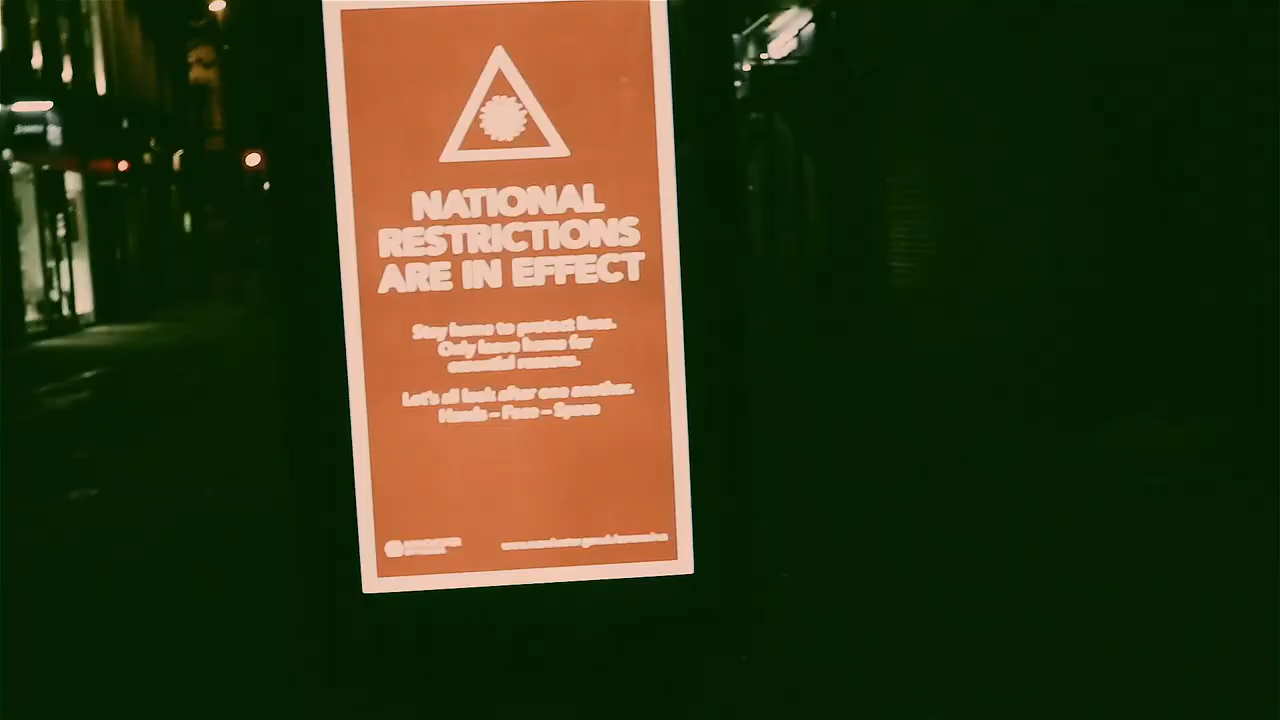 NATIONAL
RESTRICTIONS
ARE IN EFFECT
Stay home to protect lives.
Only leave home for
essential reasons.
Let's all look after one another.
Hands – Face – Space